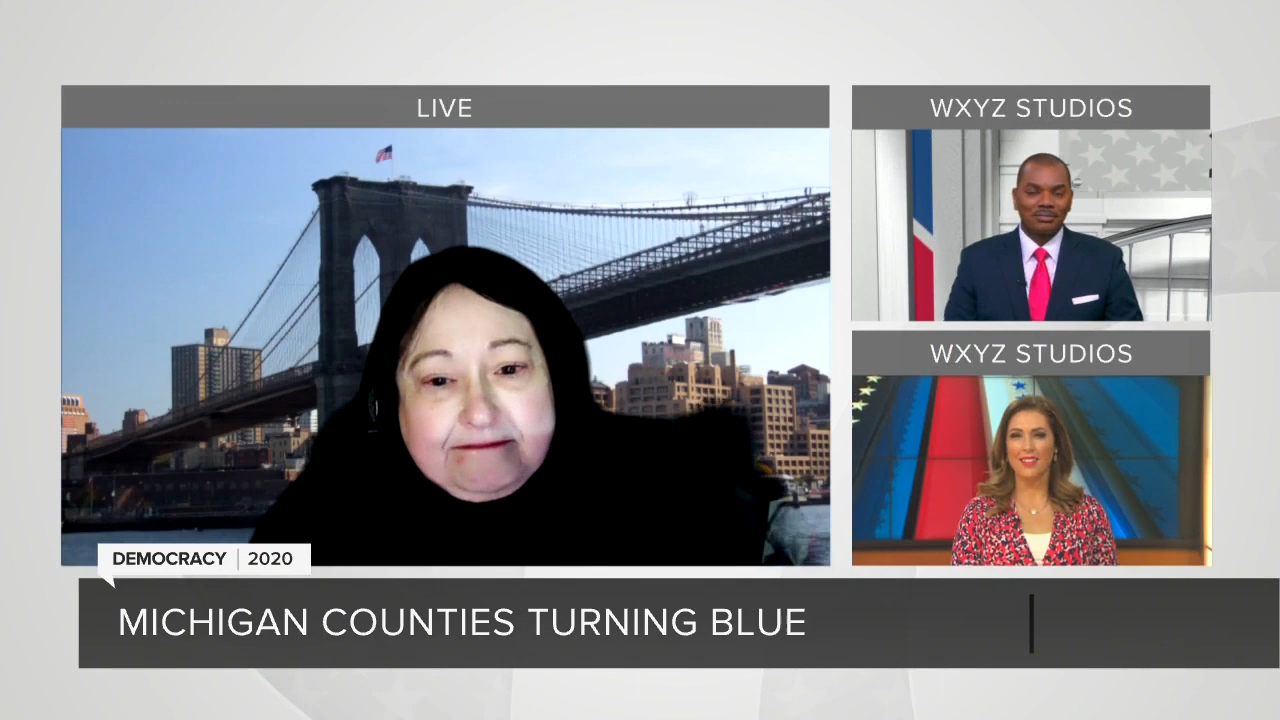 LIVE
WXYZ STUDIOS
WXYZ STUDIOS
DEMOCRACY | 2020
MICHIGAN COUNTIES TURNING BLUE